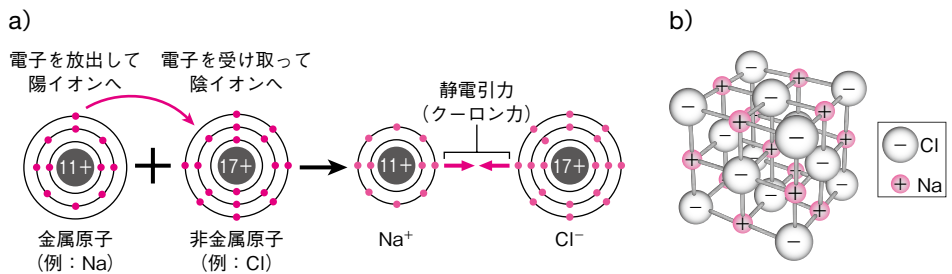 a)
電子を放出して
陽イオンへ
電子を受け取って
陰イオンへ
静電引力
(クーロン力)
11+
+
17+
11+
17+
金属原子
(例：Na)
非金属原子
(例：Cl)
Na⁺
Cl⁻
b)
− Cl
+ Na